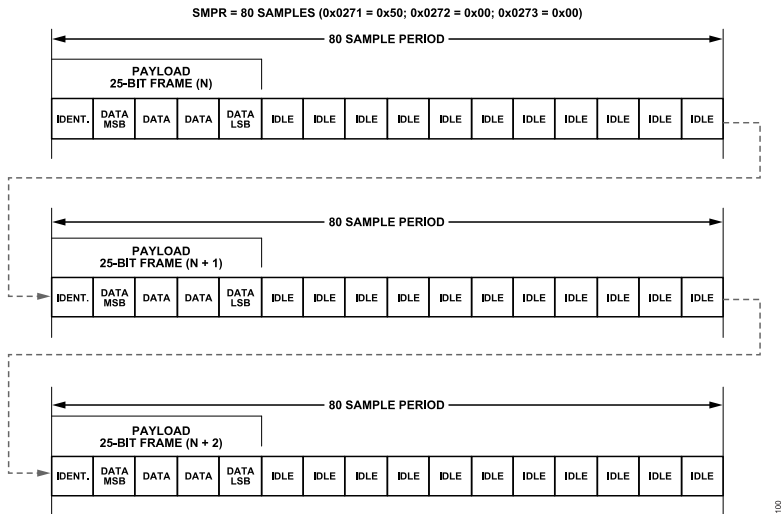 SMPR = 80 SAMPLES (0x0271 = 0x50; 0x0272 = 0x00; 0x0273 = 0x00)
80 SAMPLE PERIOD
PAYLOAD
25-BIT FRAME (N)
IDENT. DATA MSB DATA DATA DATA LSB IDLE IDLE IDLE IDLE IDLE IDLE IDLE IDLE IDLE IDLE IDLE
80 SAMPLE PERIOD
PAYLOAD
25-BIT FRAME (N + 1)
IDENT. DATA MSB DATA DATA DATA LSB IDLE IDLE IDLE IDLE IDLE IDLE IDLE IDLE IDLE IDLE IDLE
80 SAMPLE PERIOD
PAYLOAD
25-BIT FRAME (N + 2)
IDENT. DATA MSB DATA DATA DATA LSB IDLE IDLE IDLE IDLE IDLE IDLE IDLE IDLE IDLE IDLE IDLE
100